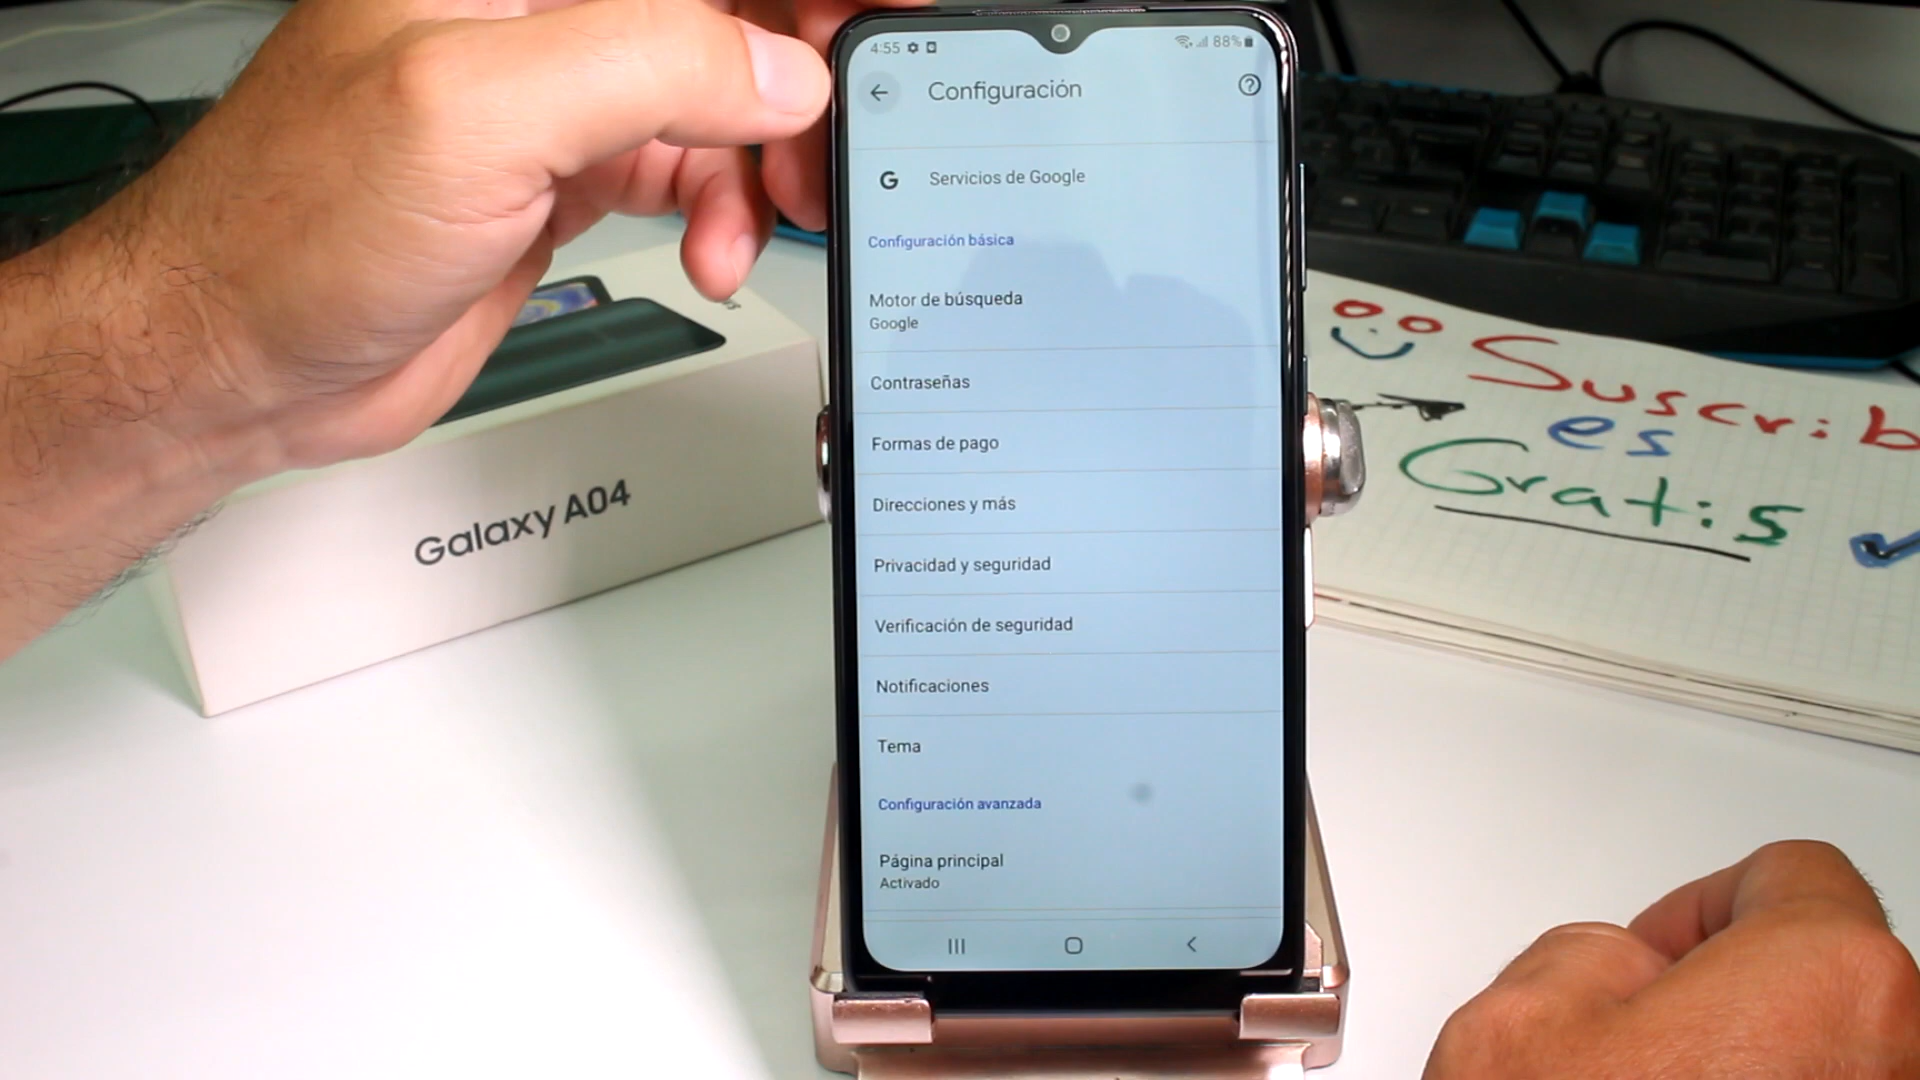 4:55
88%
Configuración
G Servicios de Google
Configuración básica
Motor de búsqueda
Google
Contraseñas
Formas de pago
Direcciones y más
Privacidad y seguridad
Verificación de seguridad
Notificaciones
Tema
Configuración avanzada
Página principal
Activado
Galaxy A04
Suscrib
es
Gratis